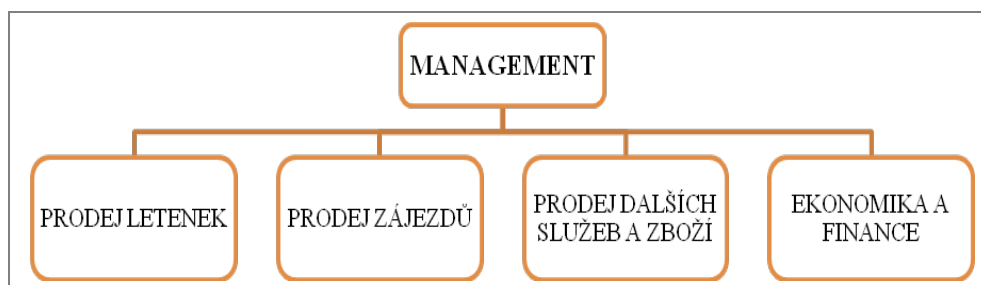 MANAGEMENT
PRODEJ LETENEK
PRODEJ ZÁJEZDŮ
PRODEJ DALŠÍCH
SLUŽEB A ZBOŽÍ
EKONOMIKA A
FINANCE